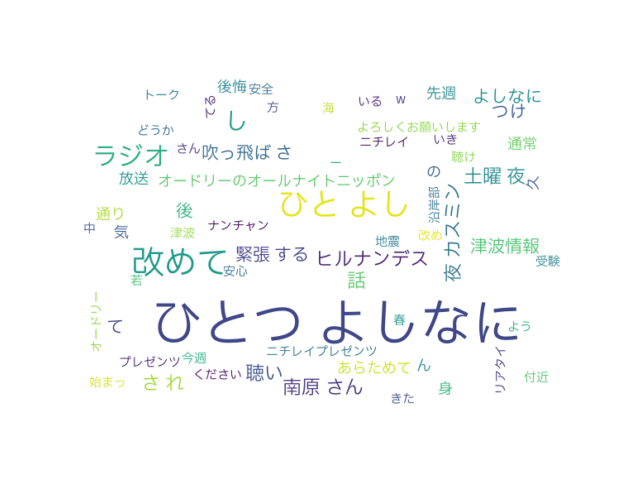 トーク
後悔
安全
てる
方
海
いる
w
先週
よしなに
つけ
どうか
し
よろしくお願いします
ラジオ
さん
吹っ飛ば さ
ー
ニチレイ
いき
聴け
通常
放送
オードリーのオールナイトニッポン
の
土曜 夜
久
通り
後
ナンチャン
ひと よし
沿岸部
夜 カスミン
中
気
津波
改めて
緊張 する
地震
改め
津波情報
ヒルナンデス
安心
若
話
受験
オードリー
て
ひとつ よしなに
春
よう
プレゼンツ
今週
ニチレイプレゼンツ
リアタイ
始まっ
され
ください
聴い
あらためて
ん
南原 さん
身
付近
きた